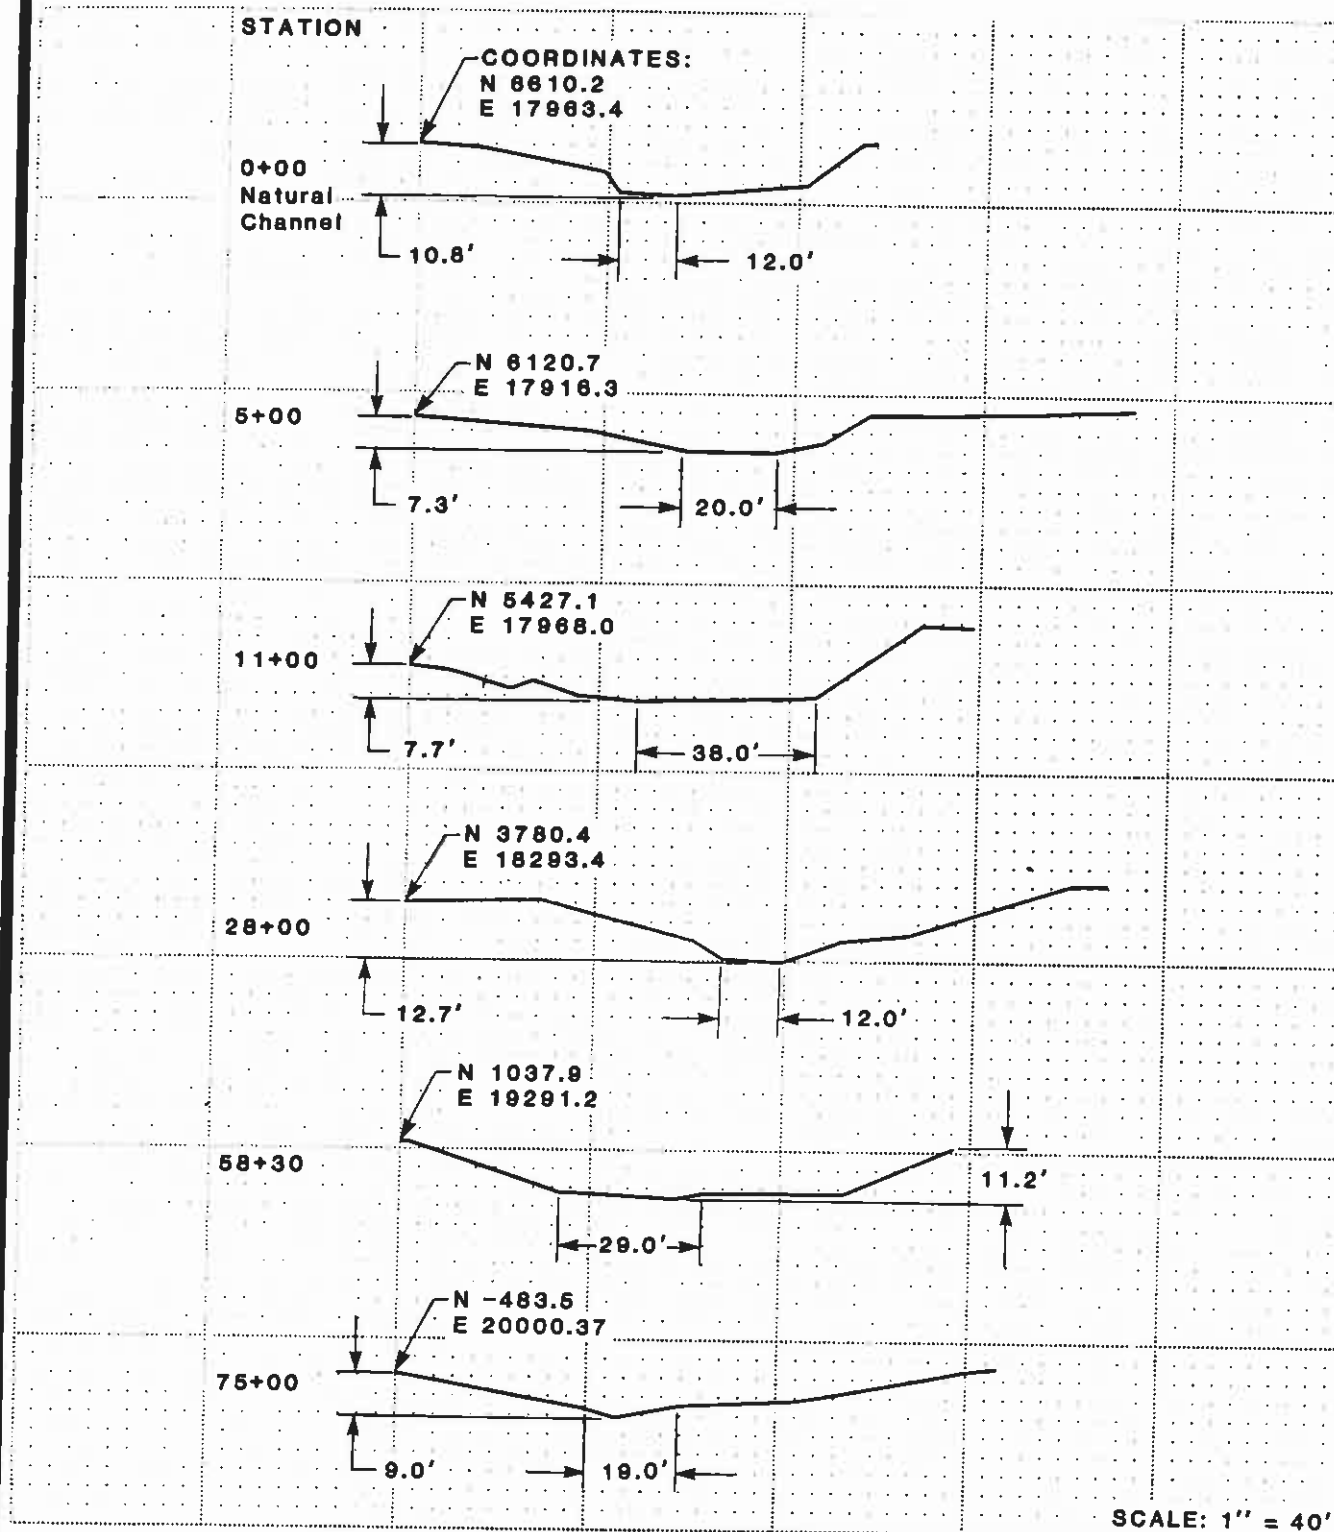 STATION
COORDINATES:
N 6610.2
E 17963.4
0+00
Natural
Channel
10.8'
12.0'
N 6120.7
E 17916.3
5+00
7.3'
20.0'
N 5427.1
E 17968.0
11+00
7.7'
38.0'
N 3780.4
E 18293.4
28+00
12.7'
12.0'
N 1037.9
E 19291.2
58+30
11.2'
29.0'
N -483.5
E 20000.37
75+00
9.0'
19.0'
SCALE: 1" = 40'